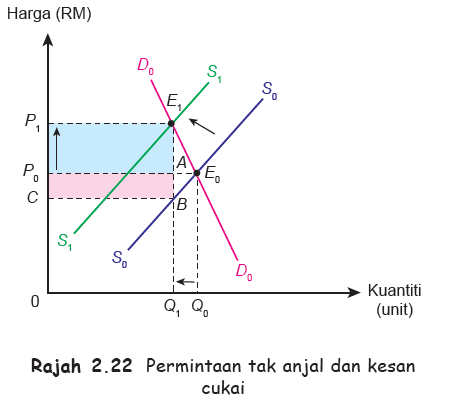 Harga (RM)
D₀
S₁
S₀
E₁
P₁
A
P₀
E₀
C
B
S₁
S₀
D₀
0
Q₁ Q₀
Kuantiti
(unit)
Rajah 2.22 Permintaan tak anjal dan kesan
cukai